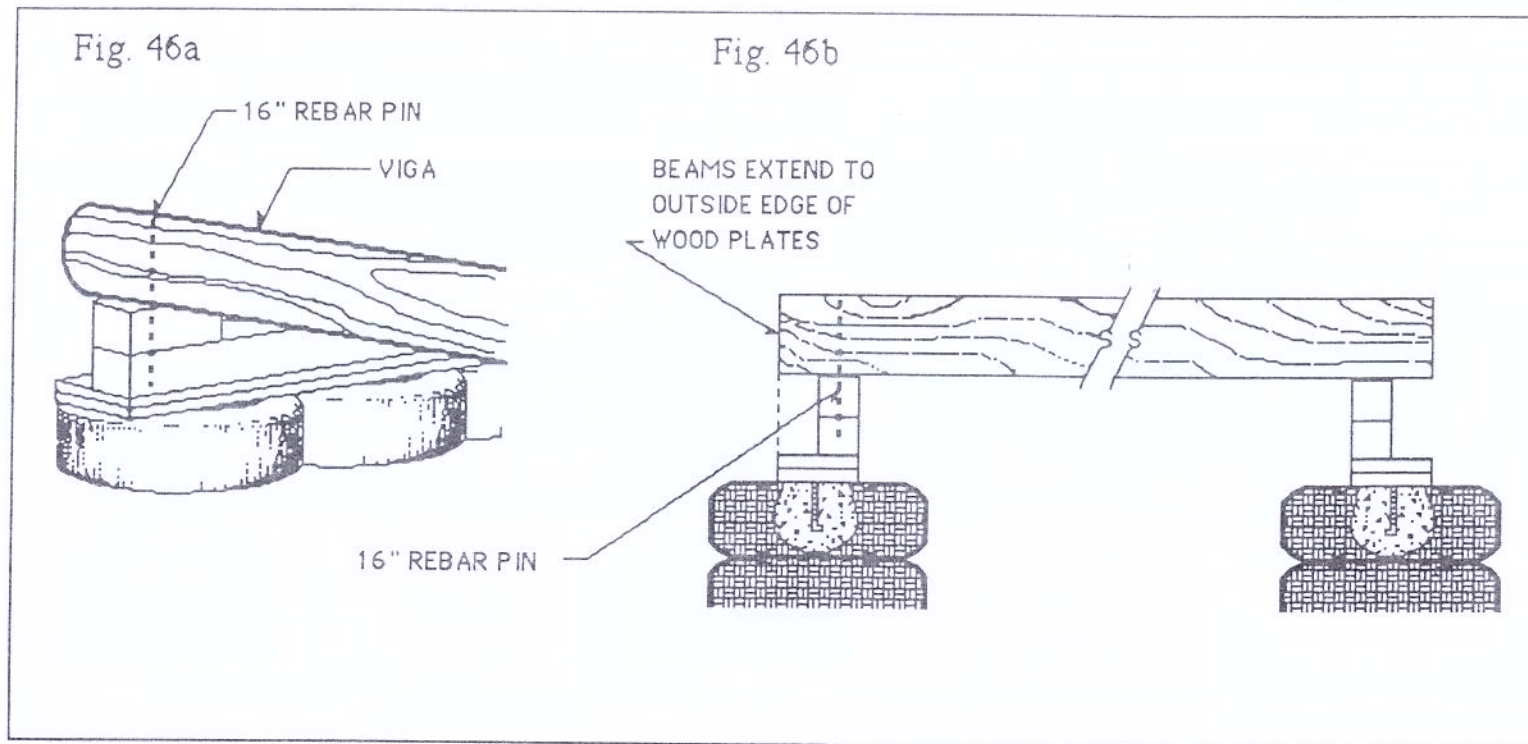 Fig. 46a
Fig. 46b
16" REBAR PIN
VIGA
BEAMS EXTEND TO
OUTSIDE EDGE OF
WOOD PLATES
16" REBAR PIN